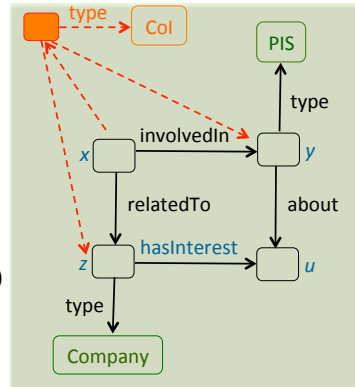 type
CoI
PIS
type
involvedIn
x
y
relatedTo
about
hasInterest
z
u
type
Company
)